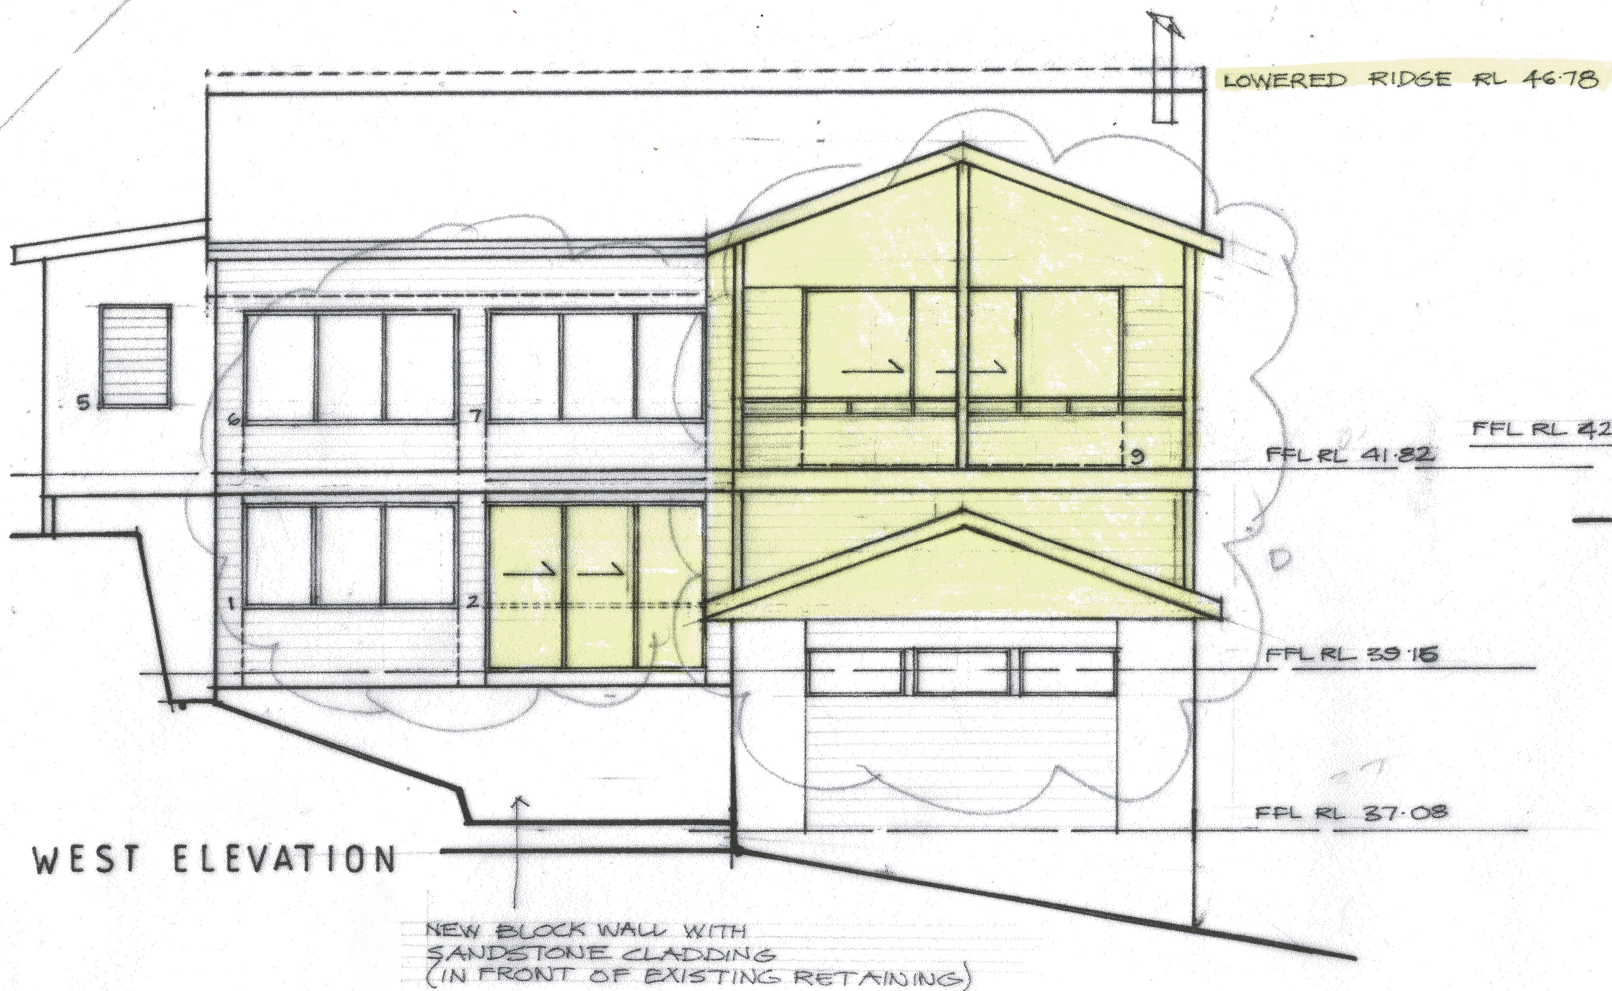 LOWERED RIDGE RL 46.78
5
6
7
9
FFL RL 41.82
FFL RL 42
1
2
D
FFL RL 39.15
FFL RL 37.08
WEST ELEVATION
NEW BLOCK WALL WITH
SANDSTONE CLADDING
(IN FRONT OF EXISTING RETAINING)